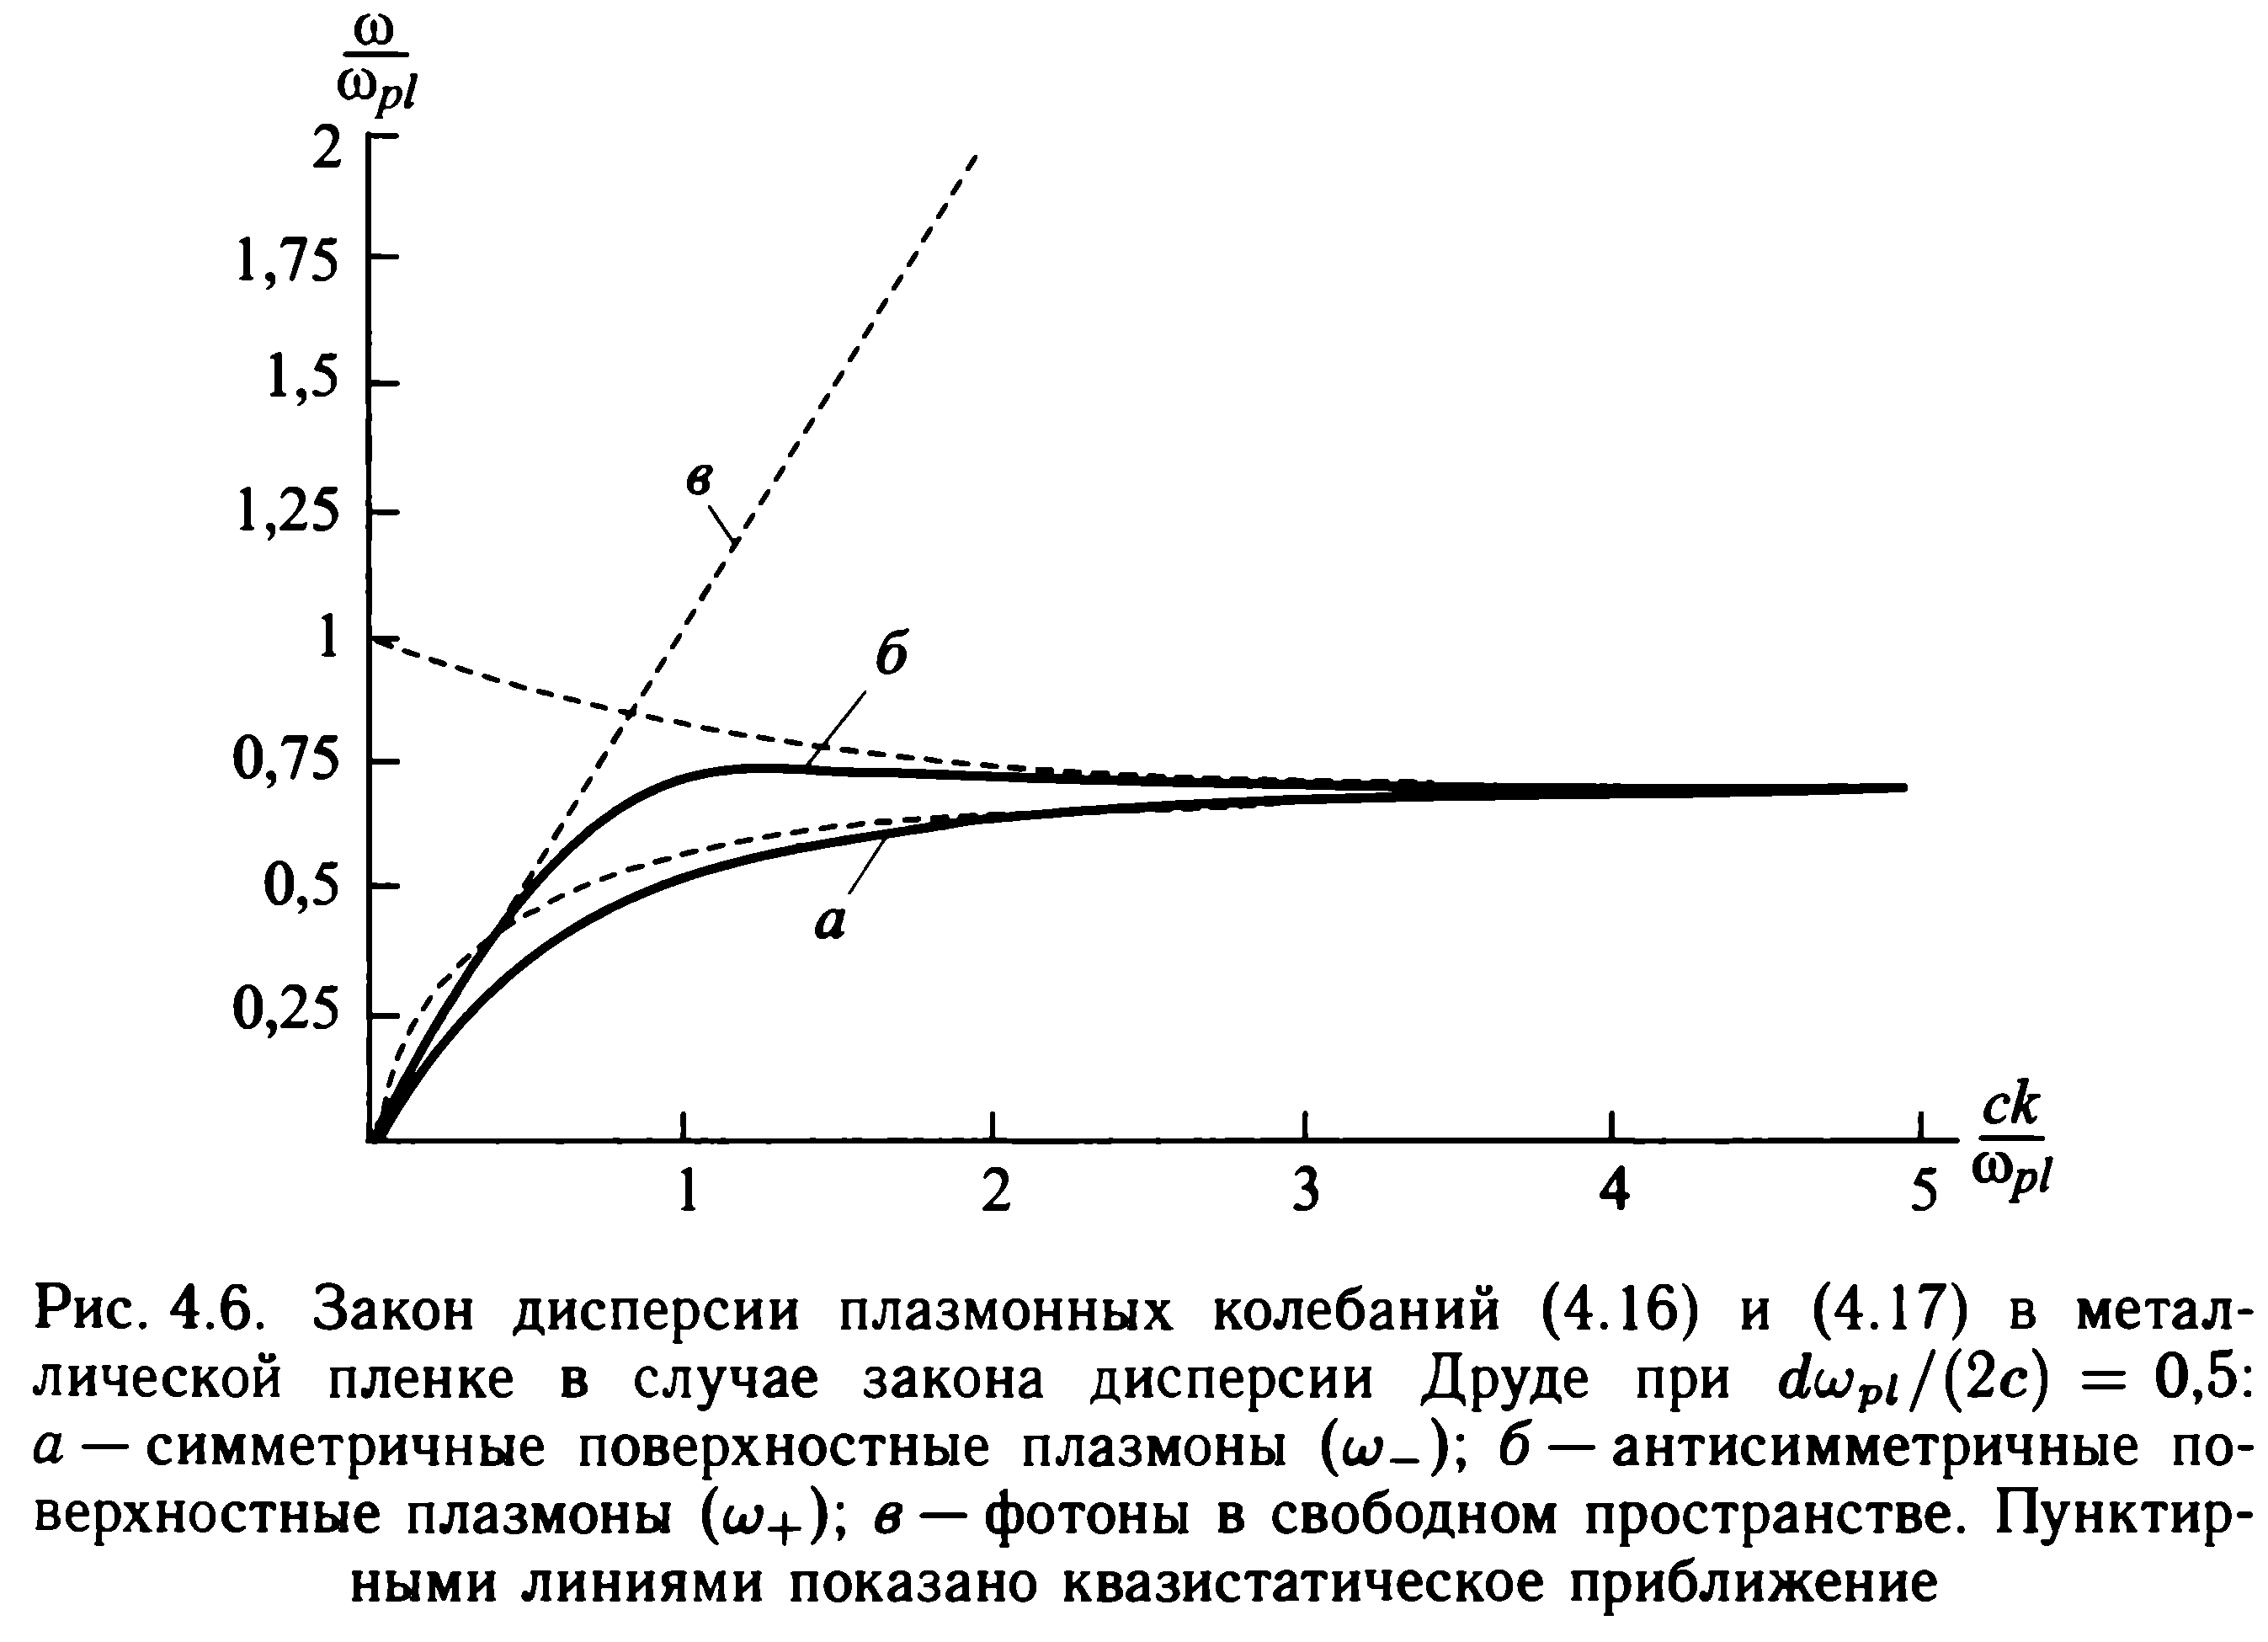 ω
ω_pl
2
1,75
1,5
1,25
1
0,75
0,5
0,25
в
б
а
1 2 3 4 5
ck
ω_pl
Рис. 4.6. Закон дисперсии плазмонных колебаний (4.16) и (4.17) в метал-
лической пленке в случае закона дисперсии Друде при dω_pl/(2c) = 0,5:
а — симметричные поверхностные плазмоны (ω₋); б — антисимметричные по-
верхностные плазмоны (ω₊); в — фотоны в свободном пространстве. Пунктир-
ными линиями показано квазистатическое приближение